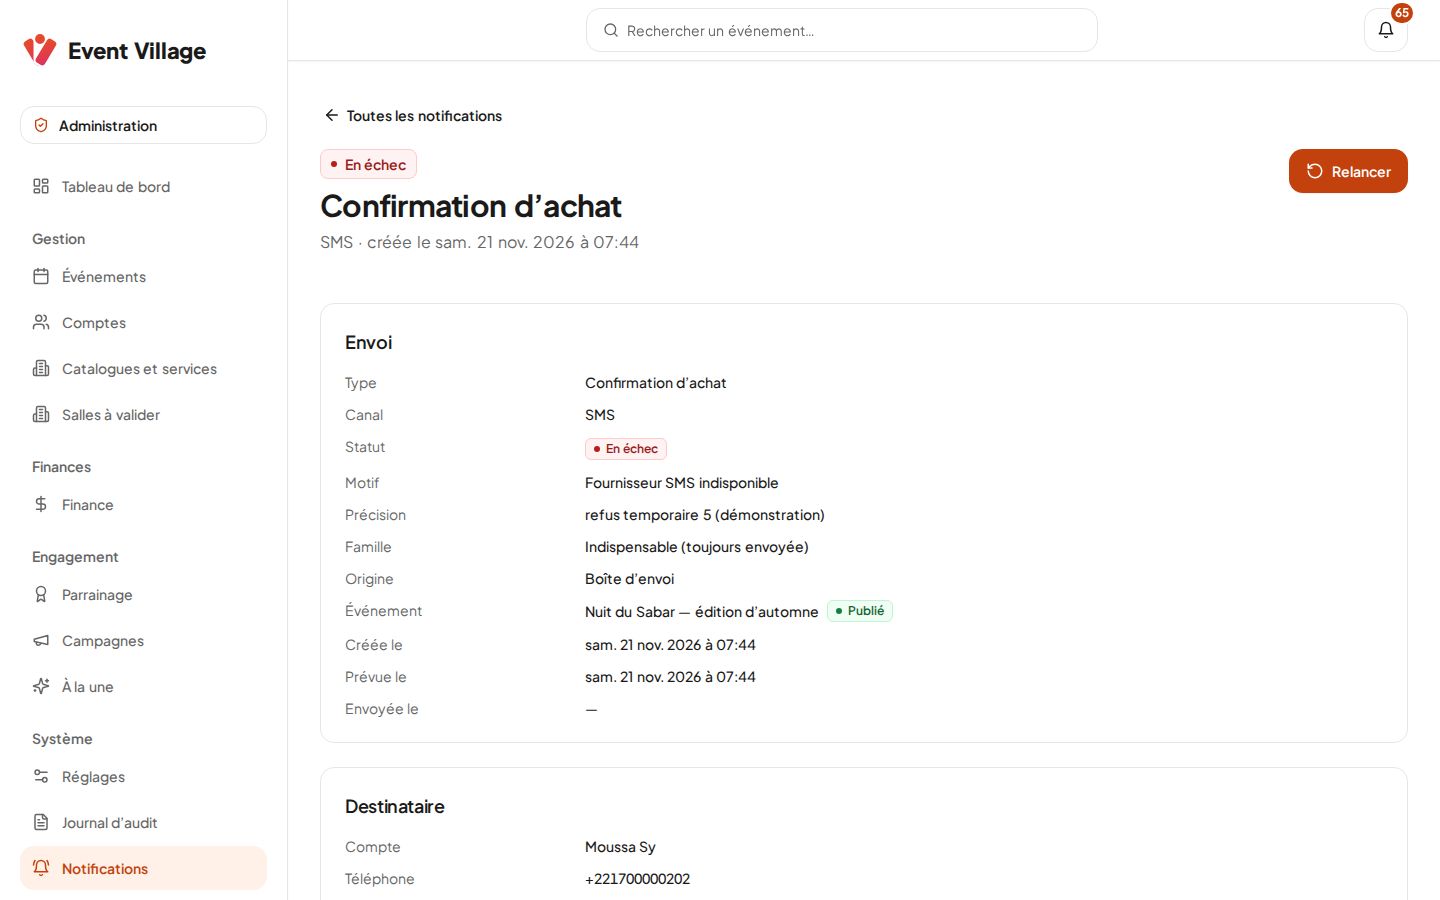 Event Village
Rechercher un événement…
65
Administration
Tableau de bord
Gestion
Événements
Comptes
Catalogues et services
Salles à valider
Finances
Finance
Engagement
Parrainage
Campagnes
À la une
Système
Réglages
Journal d’audit
Notifications
Toutes les notifications
En échec
Relancer
Confirmation d’achat
SMS · créée le sam. 21 nov. 2026 à 07:44
Envoi
Type Confirmation d’achat
Canal SMS
Statut En échec
Motif Fournisseur SMS indisponible
Précision refus temporaire 5 (démonstration)
Famille Indispensable (toujours envoyée)
Origine Boîte d’envoi
Événement Nuit du Sabar — édition d’automne Publié
Créée le sam. 21 nov. 2026 à 07:44
Prévue le sam. 21 nov. 2026 à 07:44
Envoyée le —
Destinataire
Compte Moussa Sy
Téléphone +221700000202